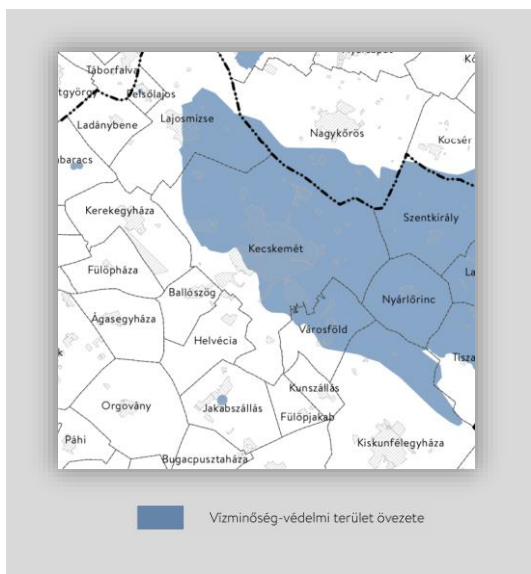 Táborfalva
Felsőlajos
Ladánybene
Lajosmizse
Nagykőrös
Kocsér
Kerekegyháza
Szentkirály
Kecskemét
Fülöpháza
Ballószög
Nyárlőrinc
Ágasegyháza
Városföld
Helvécia
Kunszállás
Orgovány
Jakabszállás
Fülöpjakab
Páhi
Kiskunfélegyháza
Bugacpusztaháza
Vízminőség-védelmi terület övezete